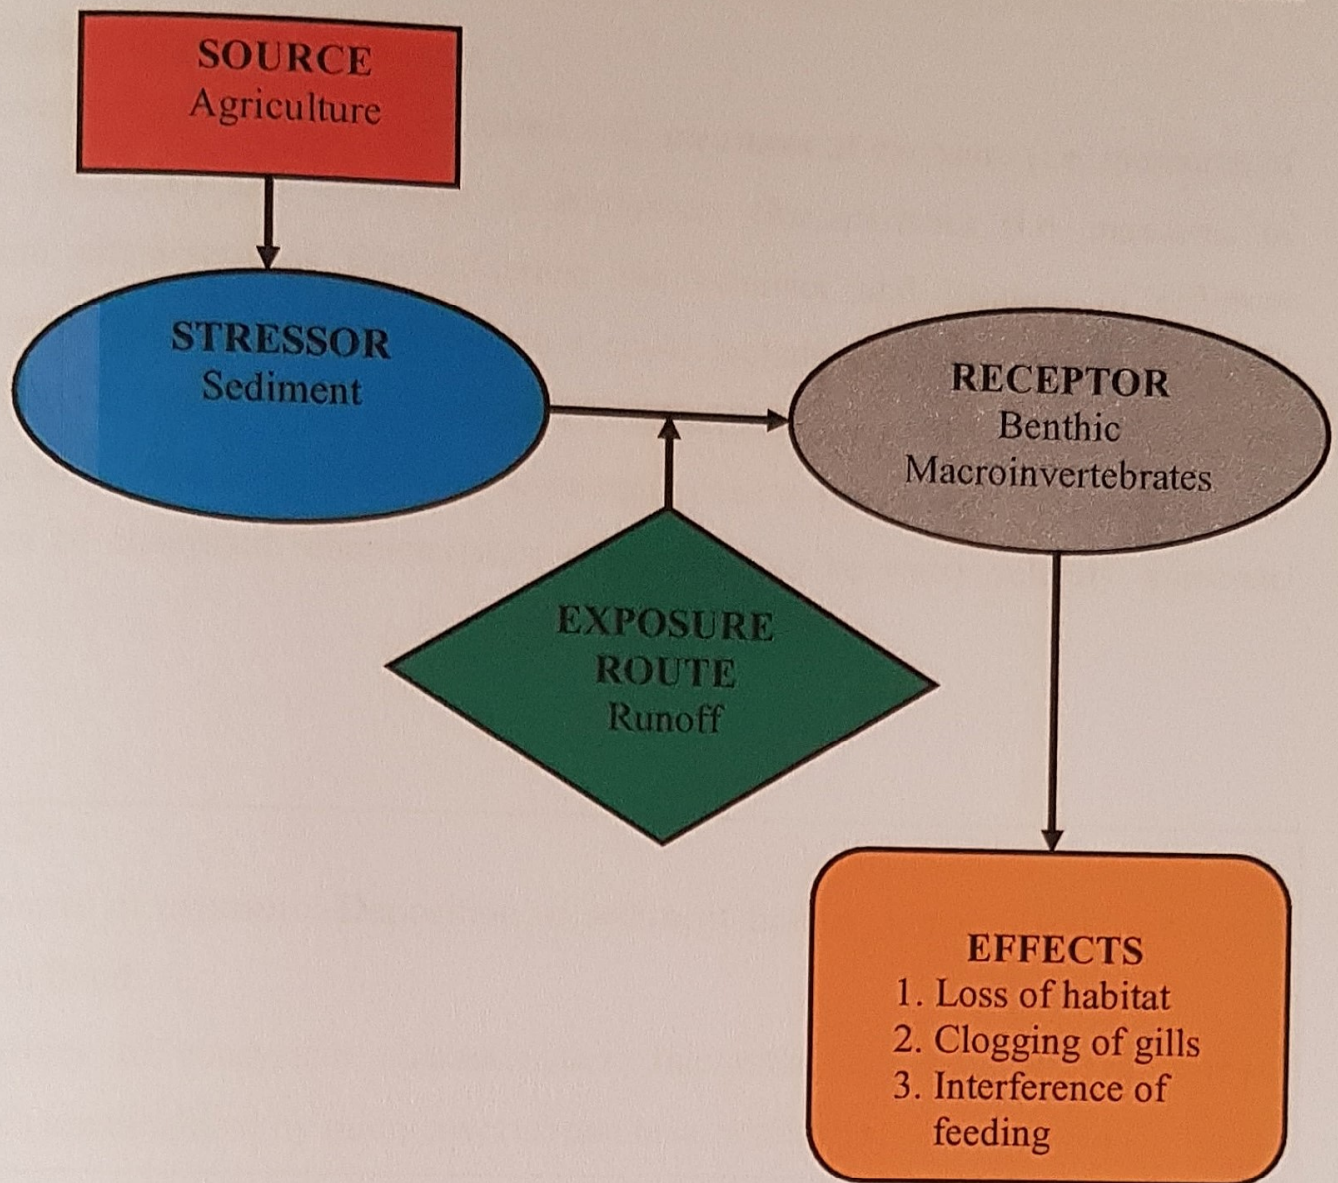 SOURCE
Agriculture
STRESSOR
Sediment
RECEPTOR
Benthic
Macroinvertebrates
EXPOSURE
ROUTE
Runoff
EFFECTS
1. Loss of habitat
2. Clogging of gills
3. Interference of
feeding